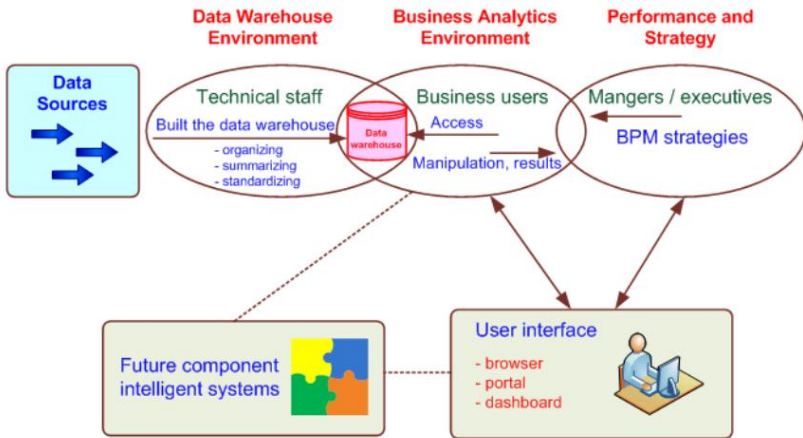 Data Warehouse
Environment
Business Analytics
Environment
Performance and
Strategy
Data
Sources
Technical staff
Built the data warehouse
- organizing
- summarizing
- standardizing
Data
warehouse
Business users
Access
Manipulation, results
Mangers / executives
BPM strategies
Future component
intelligent systems
User interface
- browser
- portal
- dashboard